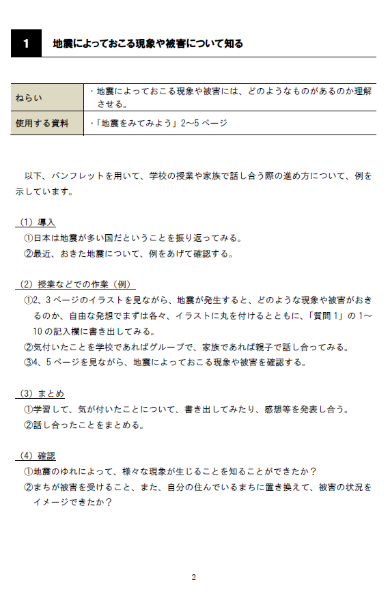 1 地震によっておこる現象や被害について知る
ねらい
・地震によっておこる現象や被害には、どのようなものがあるのか理解
させる。
使用する資料
・「地震をみてみよう」2～5ページ
以下、パンフレットを用いて、学校の授業や家族で話し合う際の進め方について、例を
示しています。
（1）導入
①日本は地震が多い国だということを振り返ってみる。
②最近、おきた地震について、例をあげて確認する。
（2）授業などでの作業（例）
①2、3ページのイラストを見ながら、地震が発生すると、どのような現象や被害がおき
るのか、自由な発想でまずは各々、イラストに丸を付けるとともに、「質問1」の1～
10の記入欄に書き出してみる。
②気付いたことを学校であればグループで、家族であれば親子で話し合ってみる。
③4、5ページを見ながら、地震によっておこる現象や被害を確認する。
（3）まとめ
①学習して、気が付いたことについて、書き出してみたり、感想等を発表し合う。
②話し合ったことをまとめる。
（4）確認
①地震のゆれによって、様々な現象が生じることを知ることができたか？
②まちが被害を受けること、また、自分の住んでいるまちに置き換えて、被害の状況を
イメージできたか？
2